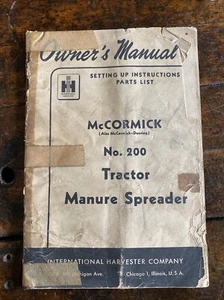 Owner's Manual
SETTING UP INSTRUCTIONS
PARTS LIST
IH
McCORMICK
(Also McCormick-Deering)
No. 200
Tractor
Manure Spreader
INTERNATIONAL HARVESTER COMPANY
Michigan Ave. Chicago 1, Illinois, U.S.A.